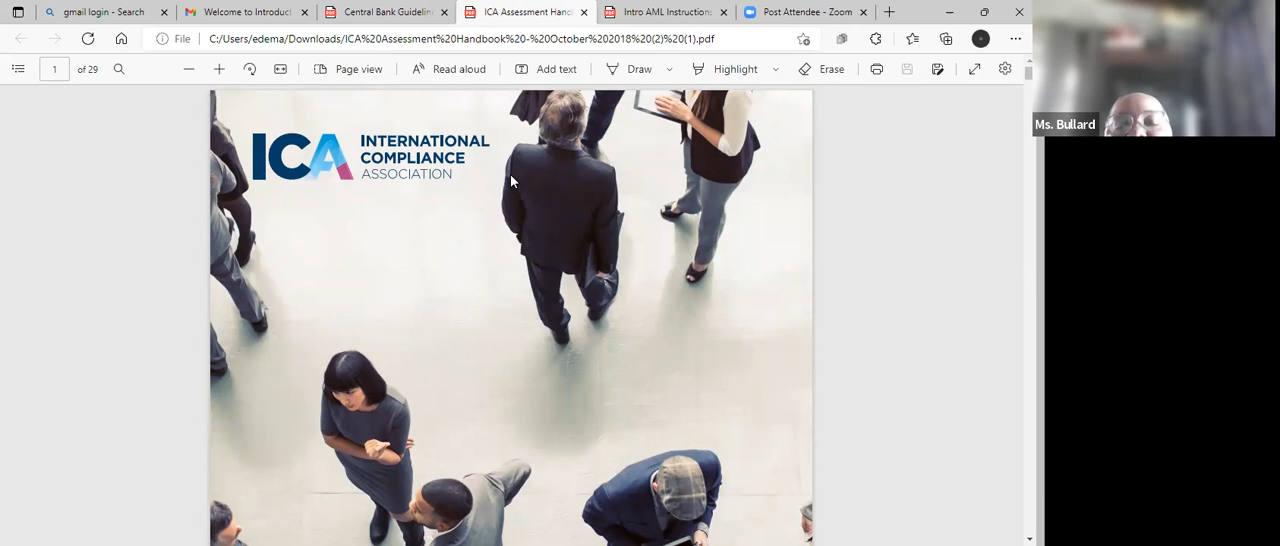 gmail login - Search
Welcome to Introduct
Central Bank Guidelin
ICA Assessment Hand
Intro AML Instructions
Post Attendee - Zoom
File
C:/Users/edema/Downloads/ICA%20Assessment%20Handbook%20-%20October%202018%20(2)%20(1).pdf
1 of 29
Page view
Read aloud
Add text
Draw
Highlight
Erase
Ms. Bullard
ICA
INTERNATIONAL
COMPLIANCE
ASSOCIATION